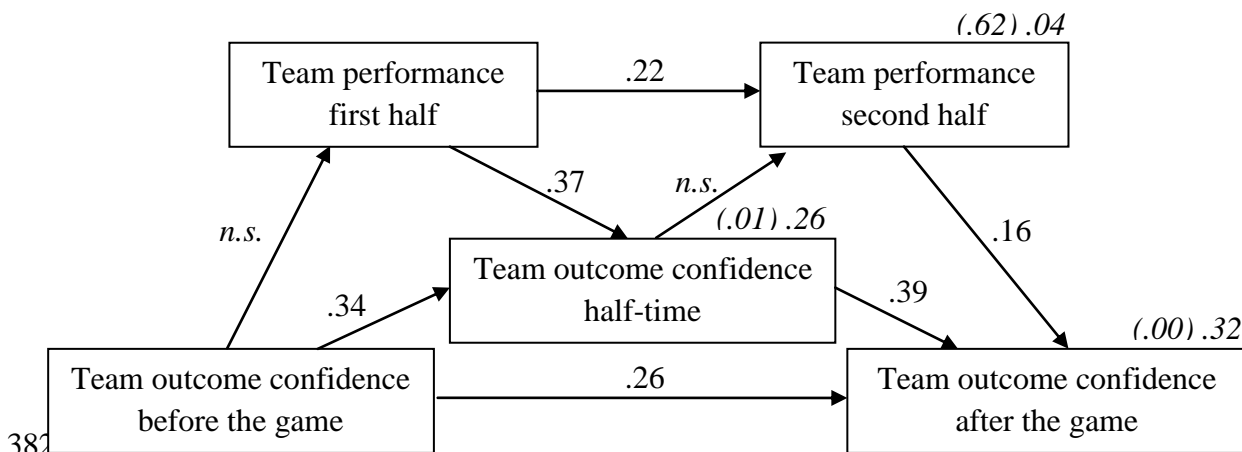 (.62) .04
Team performance
first half
.22
Team performance
second half
.37
n.s.
n.s.
(.01) .26
.16
Team outcome confidence
half-time
.34
.39
(.00) .32
Team outcome confidence
before the game
.26
Team outcome confidence
after the game
382